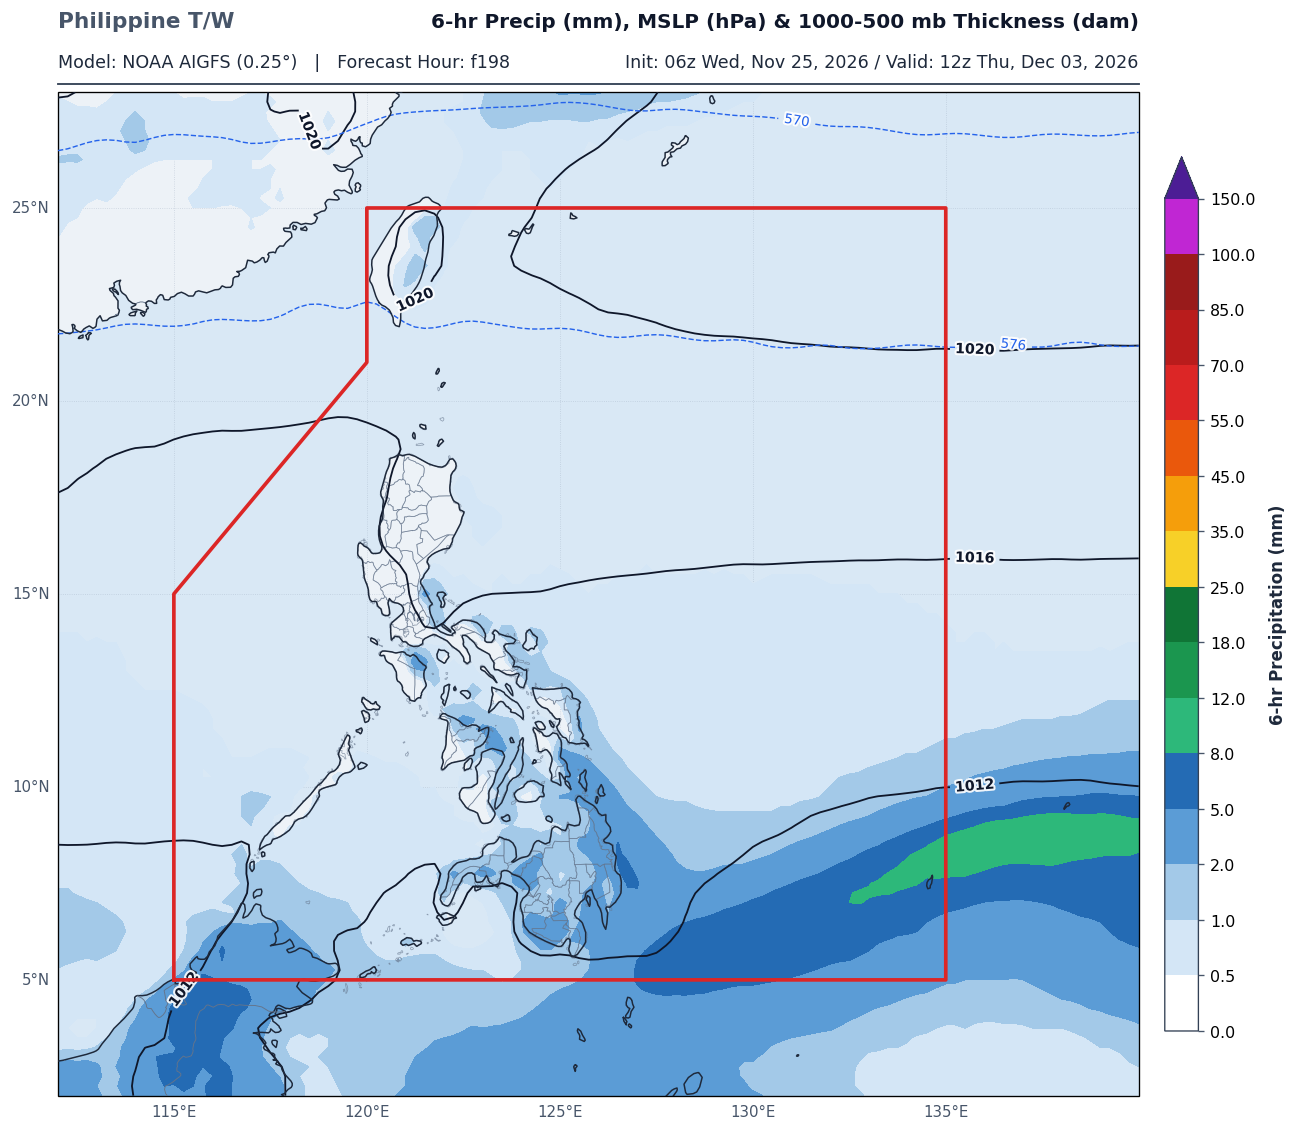 Philippine T/W
6-hr Precip (mm), MSLP (hPa) & 1000-500 mb Thickness (dam)
Model: NOAA AIGFS (0.25°) | Forecast Hour: f198
Init: 06z Wed, Nov 25, 2026 / Valid: 12z Thu, Dec 03, 2026
1020
570
25°N
1020
1020
576
20°N
1016
15°N
1012
10°N
1012
5°N
115°E
120°E
125°E
130°E
135°E
150.0
100.0
85.0
70.0
55.0
45.0
35.0
25.0
18.0
12.0
8.0
5.0
2.0
1.0
0.5
0.0
6-hr Precipitation (mm)